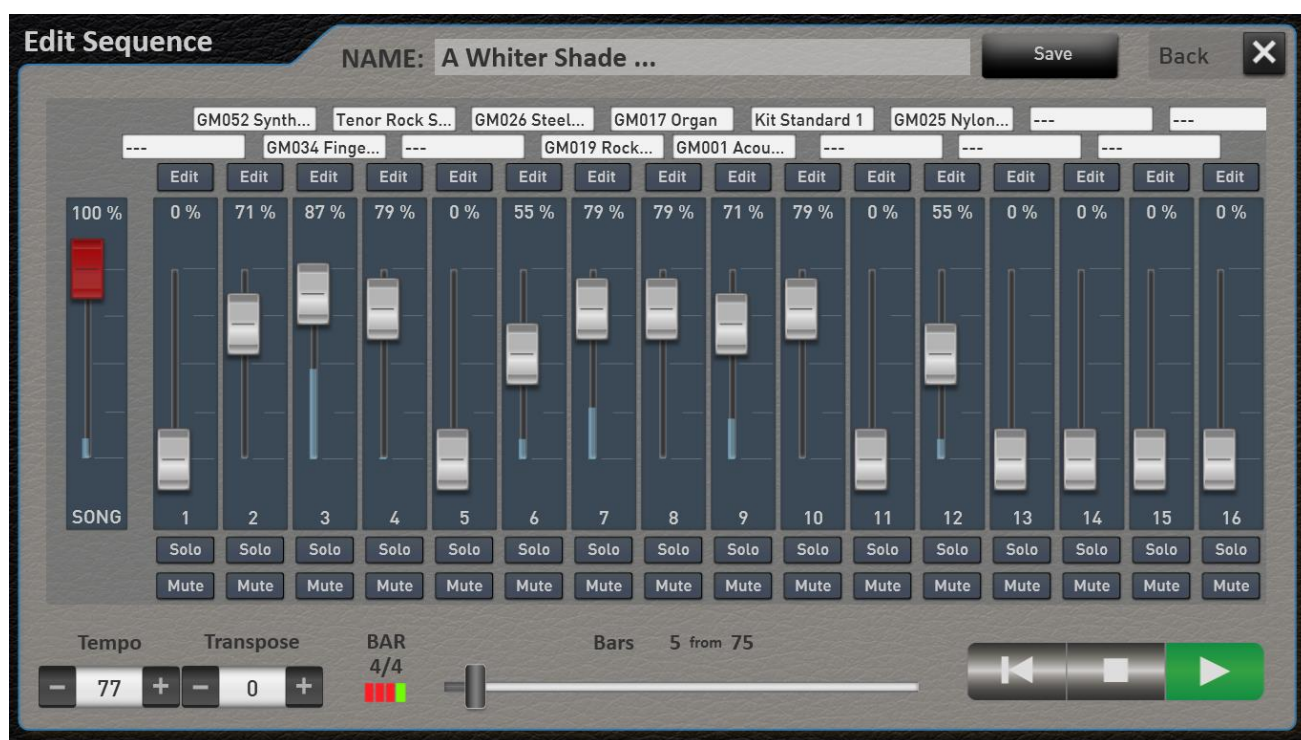 Edit Sequence
NAME: A Whiter Shade ... Save Back
GM052 Synth... Tenor Rock S... GM026 Steel... GM017 Organ Kit Standard 1 GM025 Nylon... --- ---
--- GM034 Finge... --- GM019 Rock... GM001 Acou... --- --- ---
Edit Edit Edit Edit Edit Edit Edit Edit Edit Edit Edit Edit Edit Edit Edit Edit
100 % 0 % 71 % 87 % 79 % 0 % 55 % 79 % 79 % 71 % 79 % 0 % 55 % 0 % 0 % 0 % 0 %
SONG 1 2 3 4 5 6 7 8 9 10 11 12 13 14 15 16
Solo Solo Solo Solo Solo Solo Solo Solo Solo Solo Solo Solo Solo Solo Solo Solo
Mute Mute Mute Mute Mute Mute Mute Mute Mute Mute Mute Mute Mute Mute Mute Mute
Tempo Transpose BAR Bars 5 from 75
4/4
− 77 + − 0 +